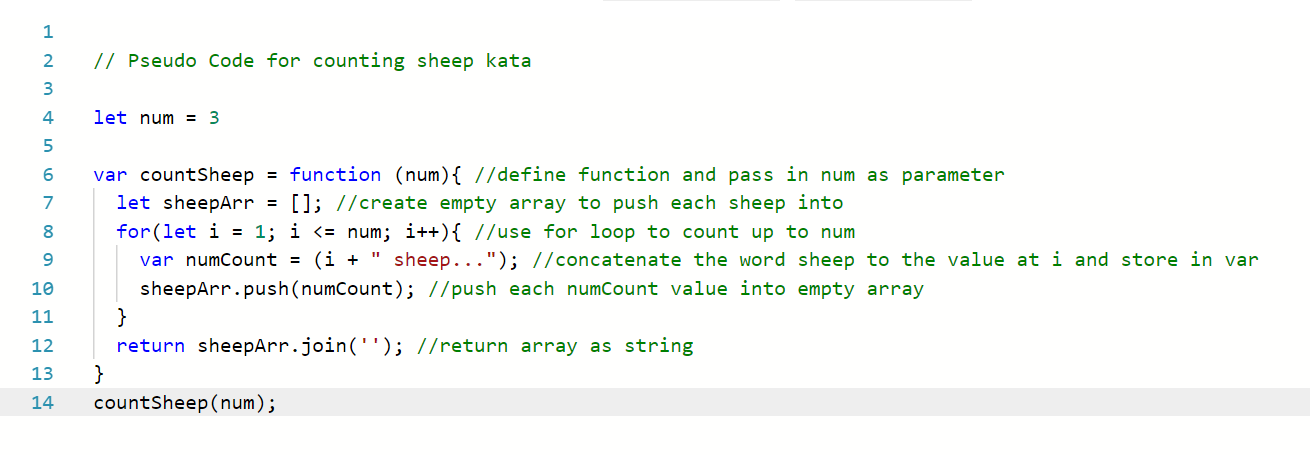 1
2 // Pseudo Code for counting sheep kata
3
4 let num = 3
5
6 var countSheep = function (num){ //define function and pass in num as parameter
7 let sheepArr = []; //create empty array to push each sheep into
8 for(let i = 1; i <= num; i++){ //use for loop to count up to num
9 var numCount = (i + " sheep..."); //concatenate the word sheep to the value at i and store in var
10 sheepArr.push(numCount); //push each numCount value into empty array
11 }
12 return sheepArr.join(''); //return array as string
13 }
14 countSheep(num);